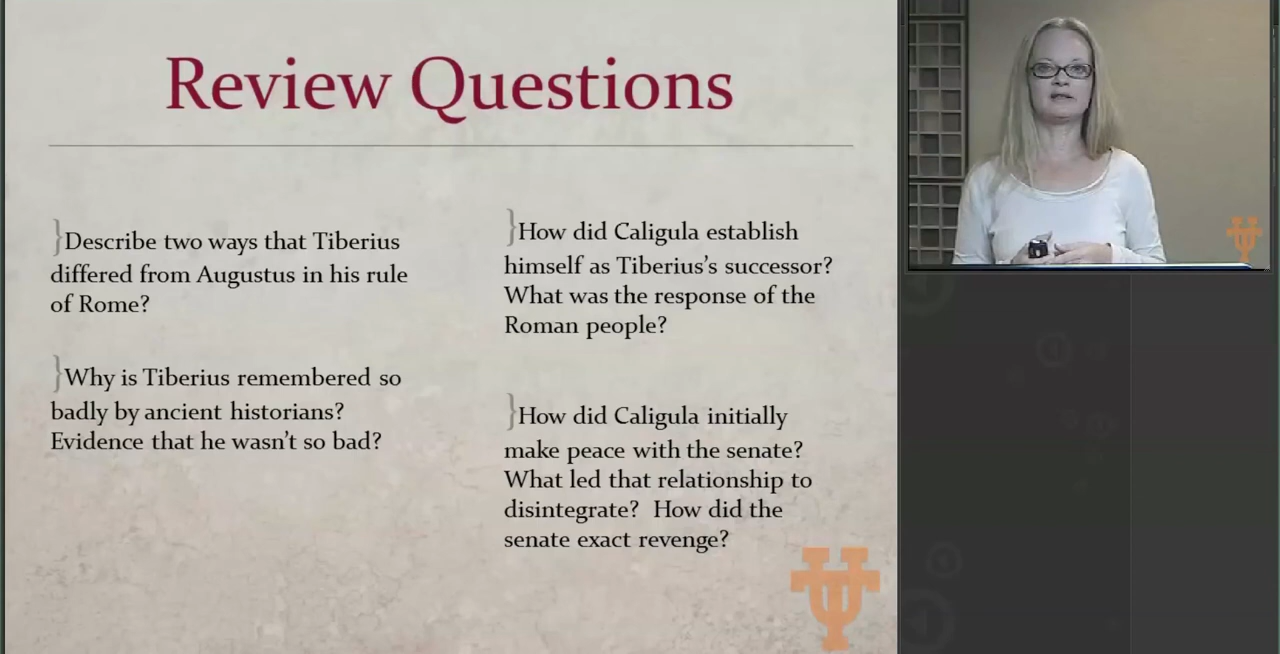 Review Questions
}Describe two ways that Tiberius
differed from Augustus in his rule
of Rome?
}Why is Tiberius remembered so
badly by ancient historians?
Evidence that he wasn't so bad?
}How did Caligula establish
himself as Tiberius's successor?
What was the response of the
Roman people?
}How did Caligula initially
make peace with the senate?
What led that relationship to
disintegrate?  How did the
senate exact revenge?